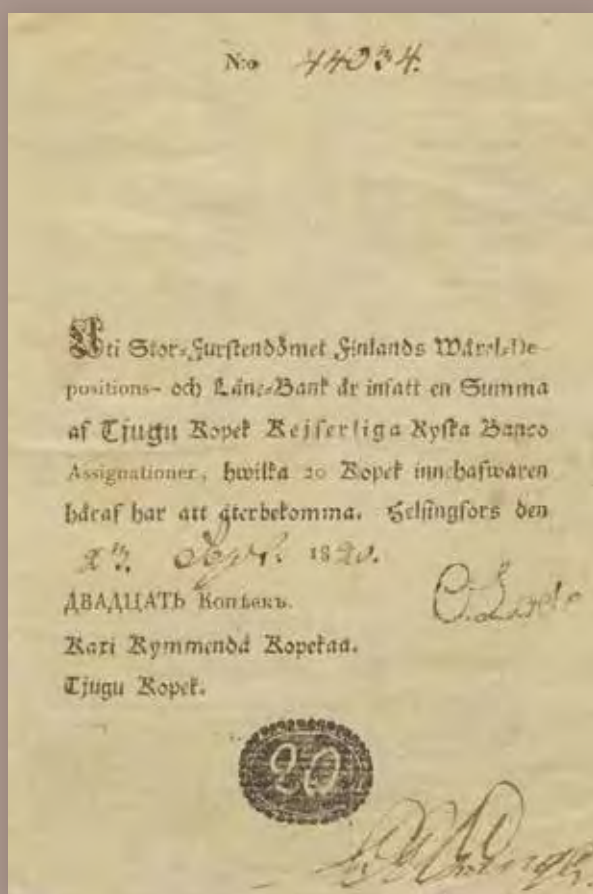 N:o 44034.
Uti Stor-Furstendömet Finlands Wäxel-De-
positions- och Låne-Bank är insatt en Summa
af Tjugu Kopek Kejserliga Ryska Banco
Assignationer, hwilka 20 Kopek innehafwaren
häraf har att återbekomma. Helsingfors den
1820.
ДВАДЦАТЬ Копѣекъ.
Kaxi Kymmendä Kopekaa.
Tjugu Kopek.
20